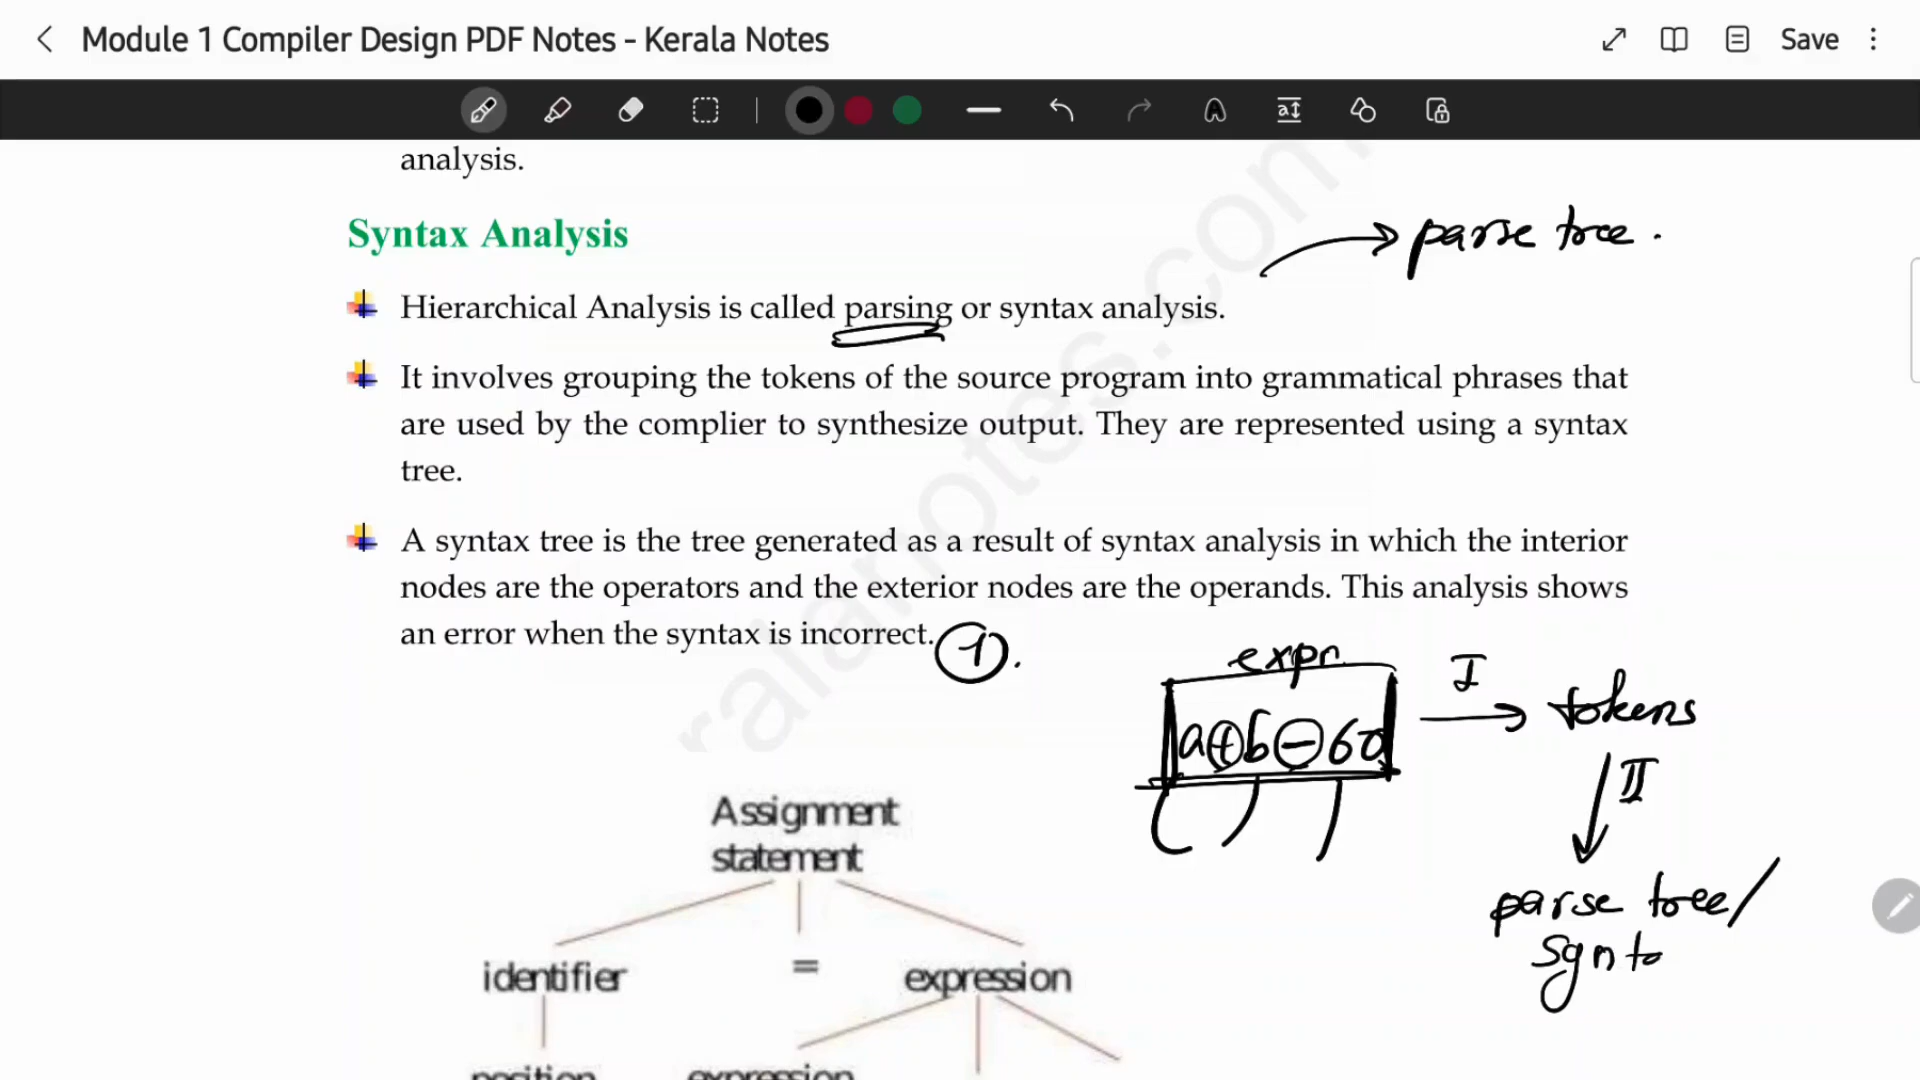 Module 1 Compiler Design PDF Notes - Kerala Notes
Save
analysis.
Syntax Analysis
parse tree.
Hierarchical Analysis is called parsing or syntax analysis.
It involves grouping the tokens of the source program into grammatical phrases that
are used by the complier to synthesize output. They are represented using a syntax
tree.
A syntax tree is the tree generated as a result of syntax analysis in which the interior
nodes are the operators and the exterior nodes are the operands. This analysis shows
an error when the syntax is incorrect.
1.
expr
a+b-60
I
tokens
II
parse tree/
Assignment
statement
identifier
=
expression
position
expression
ralanotes.com